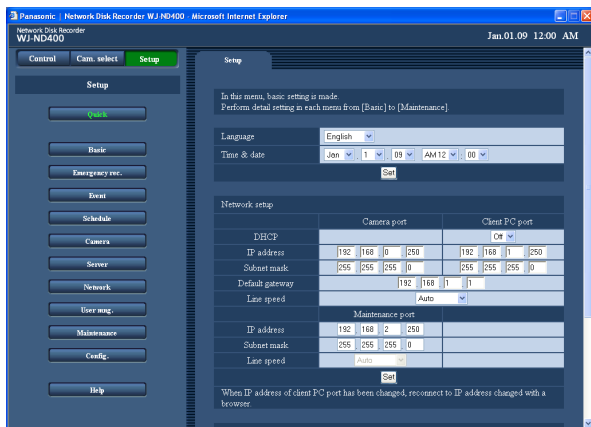 Panasonic | Network Disk Recorder WJ-ND400 - Microsoft Internet Explorer
Network Disk Recorder
WJ-ND400
Jan.01.09 12:00 AM
Control Cam. select Setup
Setup
Quick
Basic
Emergency rec.
Event
Schedule
Camera
Server
Network
User mng.
Maintenance
Config.
Help
Setup
In this menu, basic setting is made.
Perform detail setting in each menu from [Basic] to [Maintenance].
Language English
Time & date Jan . 1 . 09 AM 12 : 00
Set
Network setup
Camera port Client PC port
DHCP Off
IP address 192 . 168 . 0 . 250 192 . 168 . 1 . 250
Subnet mask 255 . 255 . 255 . 0 255 . 255 . 255 . 0
Default gateway 192 . 168 . 1 . 1
Line speed Auto
Maintenance port
IP address 192 . 168 . 2 . 250
Subnet mask 255 . 255 . 255 . 0
Line speed Auto
Set
When IP address of client PC port has been changed, reconnect to IP address changed with a
browser.